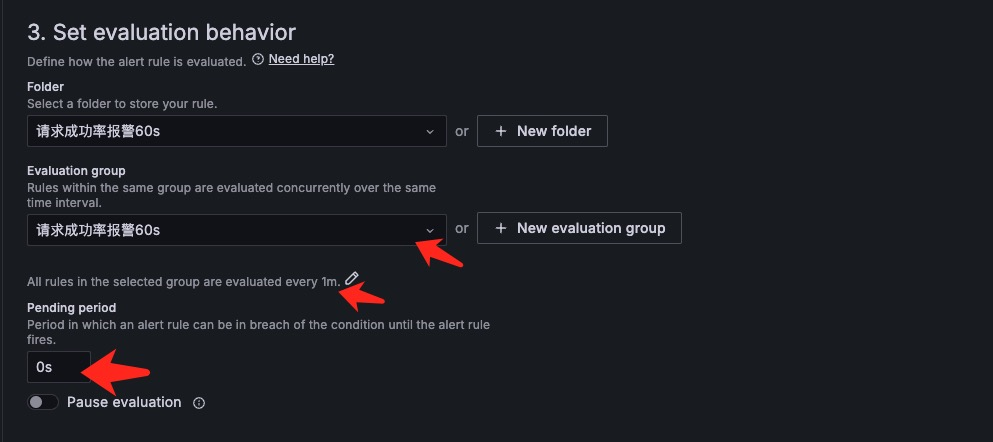 3. Set evaluation behavior
Define how the alert rule is evaluated. Need help?
Folder
Select a folder to store your rule.
请求成功率报警60s
or
+ New folder
Evaluation group
Rules within the same group are evaluated concurrently over the same
time interval.
请求成功率报警60s
or
+ New evaluation group
All rules in the selected group are evaluated every 1m.
Pending period
Period in which an alert rule can be in breach of the condition until the alert rule
fires.
0s
Pause evaluation